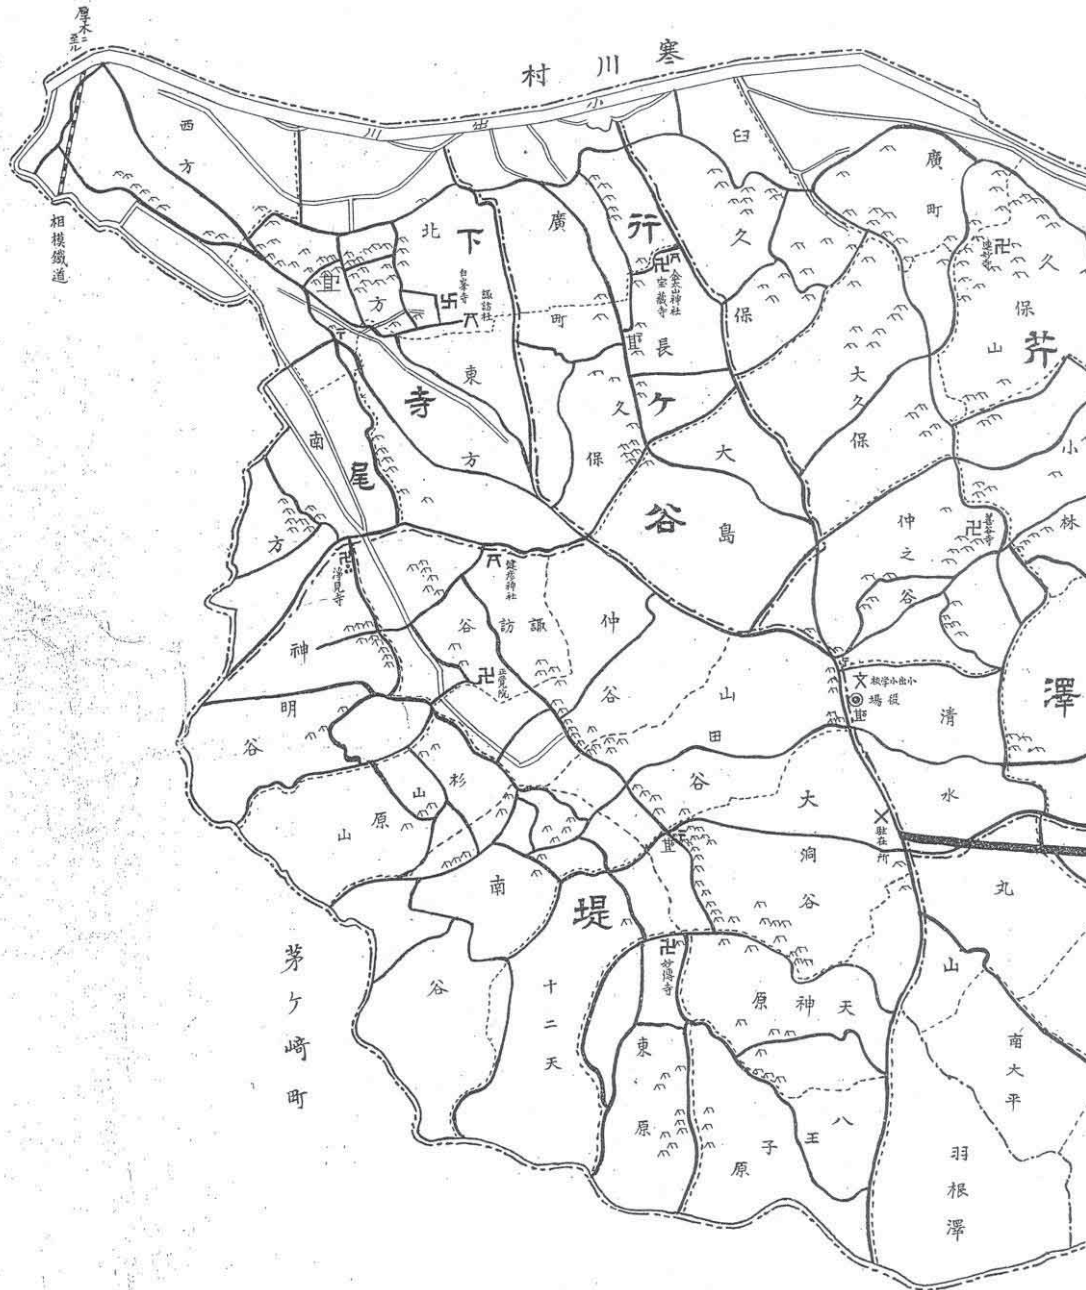 厚木ニ至ル
寒川村
小出川
相模鐵道
西方
臼久保
廣町
久保山
芹澤
行ヶ谷
下寺尾
北方
廣町
白峯寺
諏訪社
金山神社
宝蔵寺
長
東方
久保
大久保
大島
小林
南方
仲之谷
善谷寺
浄見寺
健彦神社
諏訪谷
仲谷
正覚院
神明谷
山田谷
小出小学校
役場
清水
駐在所
杉山
原山
大洞谷
丸山
堤
南谷
妙傳寺
天神原
十二天
東原
八王子原
南大平
羽根澤
茅ケ崎町